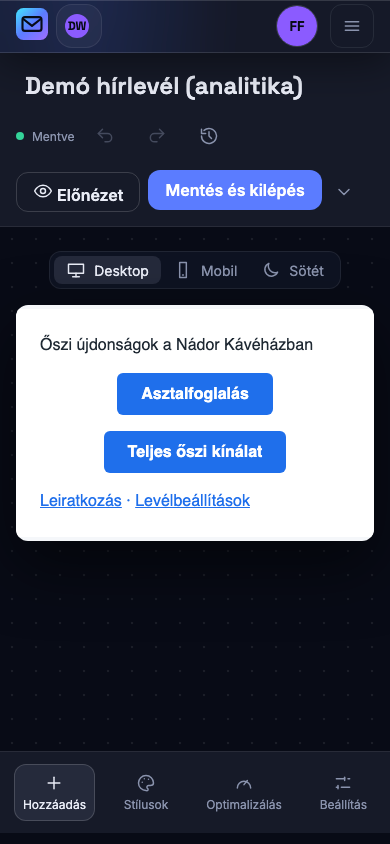 DW
FF
Demó hírlevél (analitika)
Mentve
Előnézet
Mentés és kilépés
Desktop
Mobil
Sötét
Őszi újdonságok a Nádor Kávéházban
Asztalfoglalás
Teljes őszi kínálat
Leiratkozás · Levélbeállítások
Hozzáadás
Stílusok
Optimalizálás
Beállítás